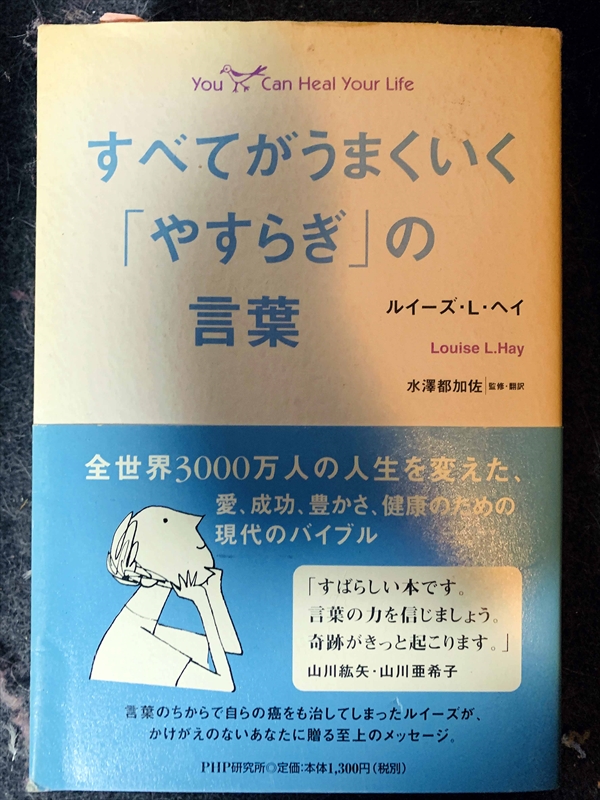 You Can Heal Your Life
すべてがうまくいく
「やすらぎ」の
言葉
ルイーズ・L・ヘイ
Louise L.Hay
水澤都加佐|監修・翻訳
全世界3000万人の人生を変えた、
愛、成功、豊かさ、健康のための
現代のバイブル
「すばらしい本です。
言葉の力を信じましょう。
奇跡がきっと起こります。」
山川紘矢・山川亜希子
言葉のちからで自らの癌をも治してしまったルイーズが、
かけがえのないあなたに贈る至上のメッセージ。
PHP研究所◎定価:本体1,300円(税別)